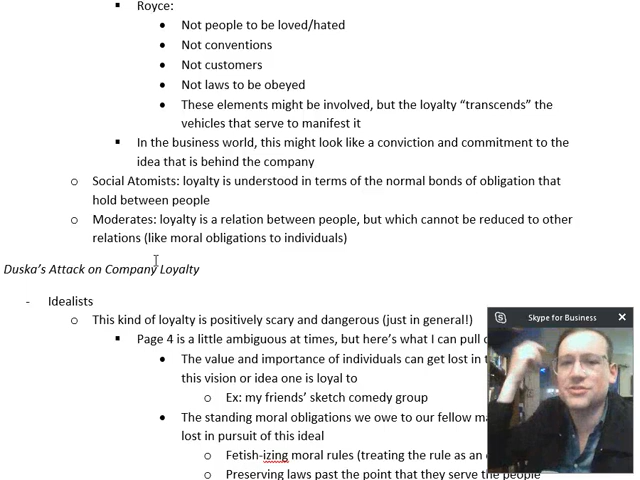 Royce:
Not people to be loved/hated
Not conventions
Not customers
Not laws to be obeyed
These elements might be involved, but the loyalty “transcends” the
vehicles that serve to manifest it
In the business world, this might look like a conviction and commitment to the
idea that is behind the company
Social Atomists: loyalty is understood in terms of the normal bonds of obligation that
hold between people
Moderates: loyalty is a relation between people, but which cannot be reduced to other
relations (like moral obligations to individuals)
Duska’s Attack on Company Loyalty
- Idealists
This kind of loyalty is positively scary and dangerous (just in general!)
Page 4 is a little ambiguous at times, but here’s what I can pull
The value and importance of individuals can get lost in
this vision or idea one is loyal to
Ex: my friends’ sketch comedy group
The standing moral obligations we owe to our fellow
lost in pursuit of this ideal
Fetish-izing moral rules (treating the rule as an
Preserving laws past the point that they serve the people
Skype for Business